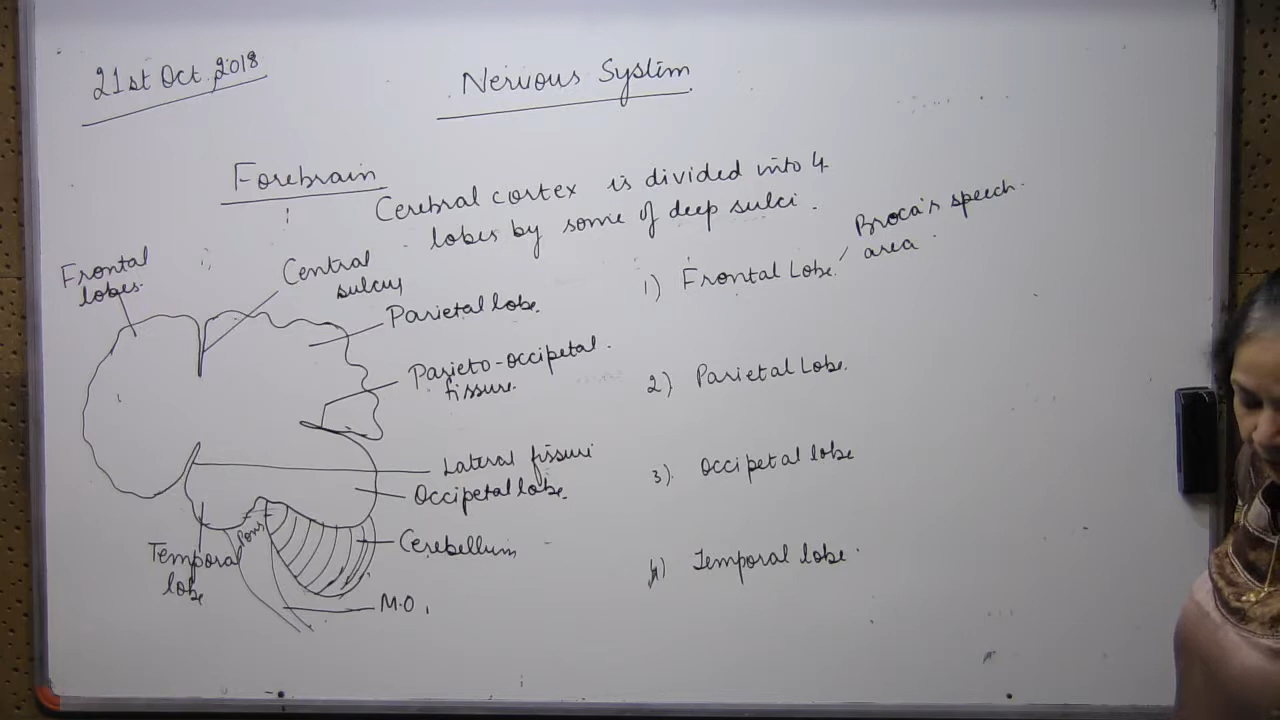 21st Oct 2018
Nervous System
Forebrain
Cerebral cortex is divided into 4
lobes by some of deep sulci.
Frontal
lobes.
Central
sulcus
Parietal lobe.
Parieto-occipetal
fissure.
Lateral fissure
Occipetal lobe.
Cerebellum
M.O.
Pons
Temporal
lobe
1) Frontal Lobe.
Broca's speech
area.
2) Parietal Lobe.
3). Occipetal lobe
4) Temporal lobe.